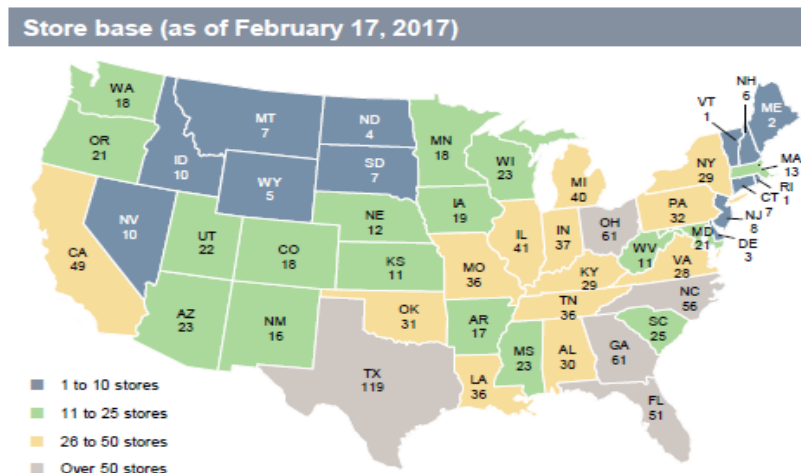 Store base (as of February 17, 2017)
WA
18
OR
21
CA
49
NV
10
ID
10
MT
7
WY
5
UT
22
AZ
23
CO
18
NM
16
ND
4
SD
7
NE
12
KS
11
OK
31
TX
119
MN
18
IA
19
MO
36
AR
17
LA
36
WI
23
IL
41
MI
40
IN
37
OH
61
KY
29
TN
36
MS
23
AL
30
GA
61
FL
51
SC
25
NC
56
VA
28
WV
11
MD
21
DE
3
PA
32
NJ
8
NY
29
CT
7
RI
1
MA
13
VT
1
NH
6
ME
2
1 to 10 stores
11 to 25 stores
26 to 50 stores
Over 50 stores